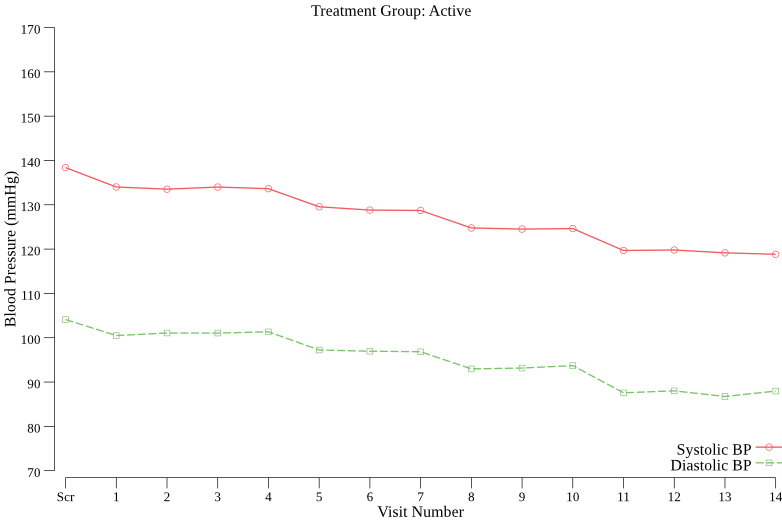 Treatment Group: Active
170
160
150
140
130
120
110
100
90
80
70
Blood Pressure (mmHg)
Systolic BP
Diastolic BP
Scr 1 2 3 4 5 6 7 8 9 10 11 12 13 14
Visit Number